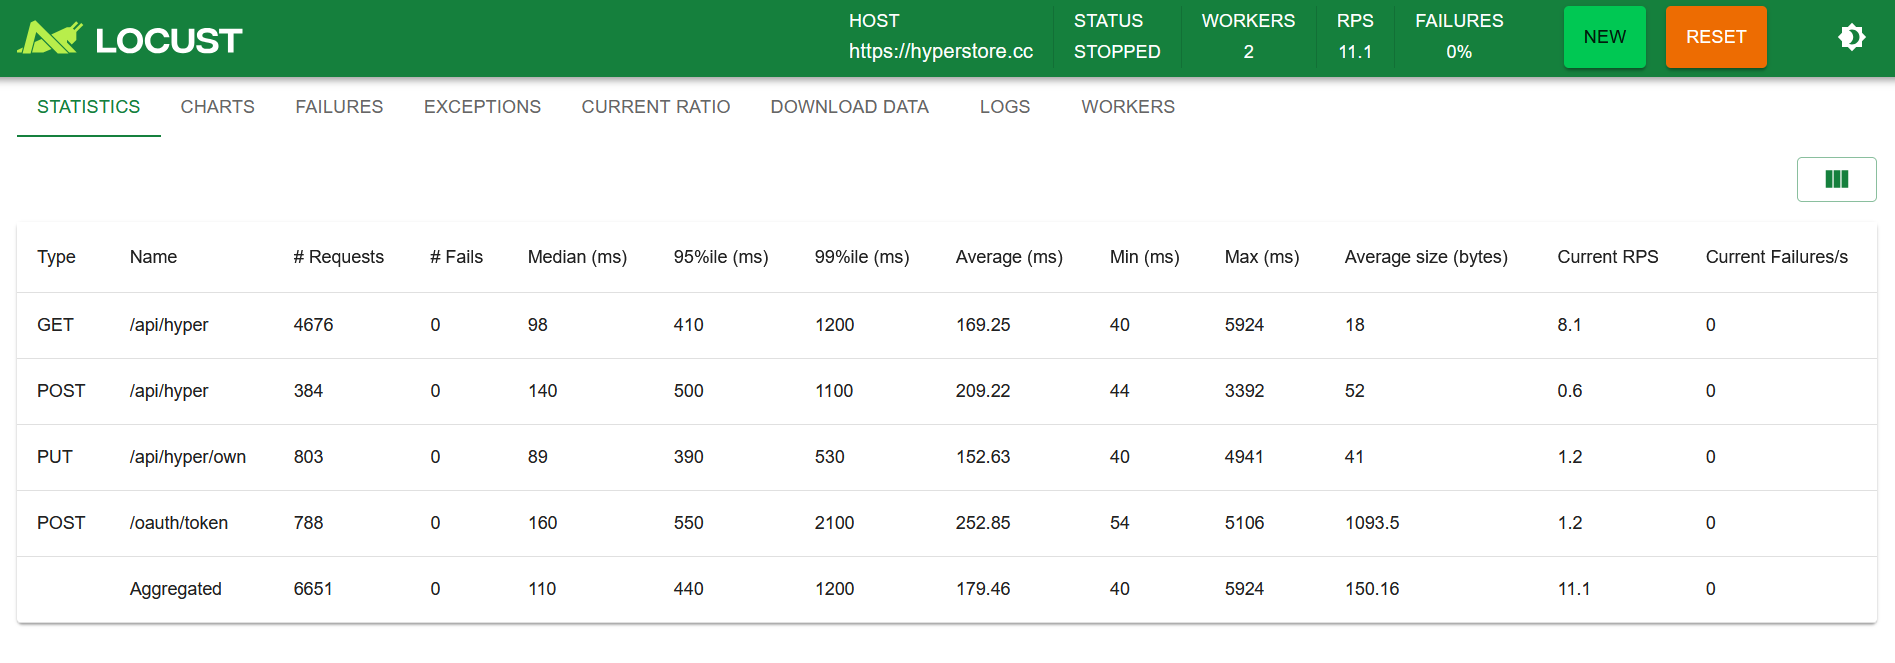 LOCUST
HOST
https://hyperstore.cc
STATUS
STOPPED
WORKERS
2
RPS
11.1
FAILURES
0%
NEW
RESET
STATISTICS CHARTS FAILURES EXCEPTIONS CURRENT RATIO DOWNLOAD DATA LOGS WORKERS
Type Name # Requests # Fails Median (ms) 95%ile (ms) 99%ile (ms) Average (ms) Min (ms) Max (ms) Average size (bytes) Current RPS Current Failures/s
GET /api/hyper 4676 0 98 410 1200 169.25 40 5924 18 8.1 0
POST /api/hyper 384 0 140 500 1100 209.22 44 3392 52 0.6 0
PUT /api/hyper/own 803 0 89 390 530 152.63 40 4941 41 1.2 0
POST /oauth/token 788 0 160 550 2100 252.85 54 5106 1093.5 1.2 0
Aggregated 6651 0 110 440 1200 179.46 40 5924 150.16 11.1 0